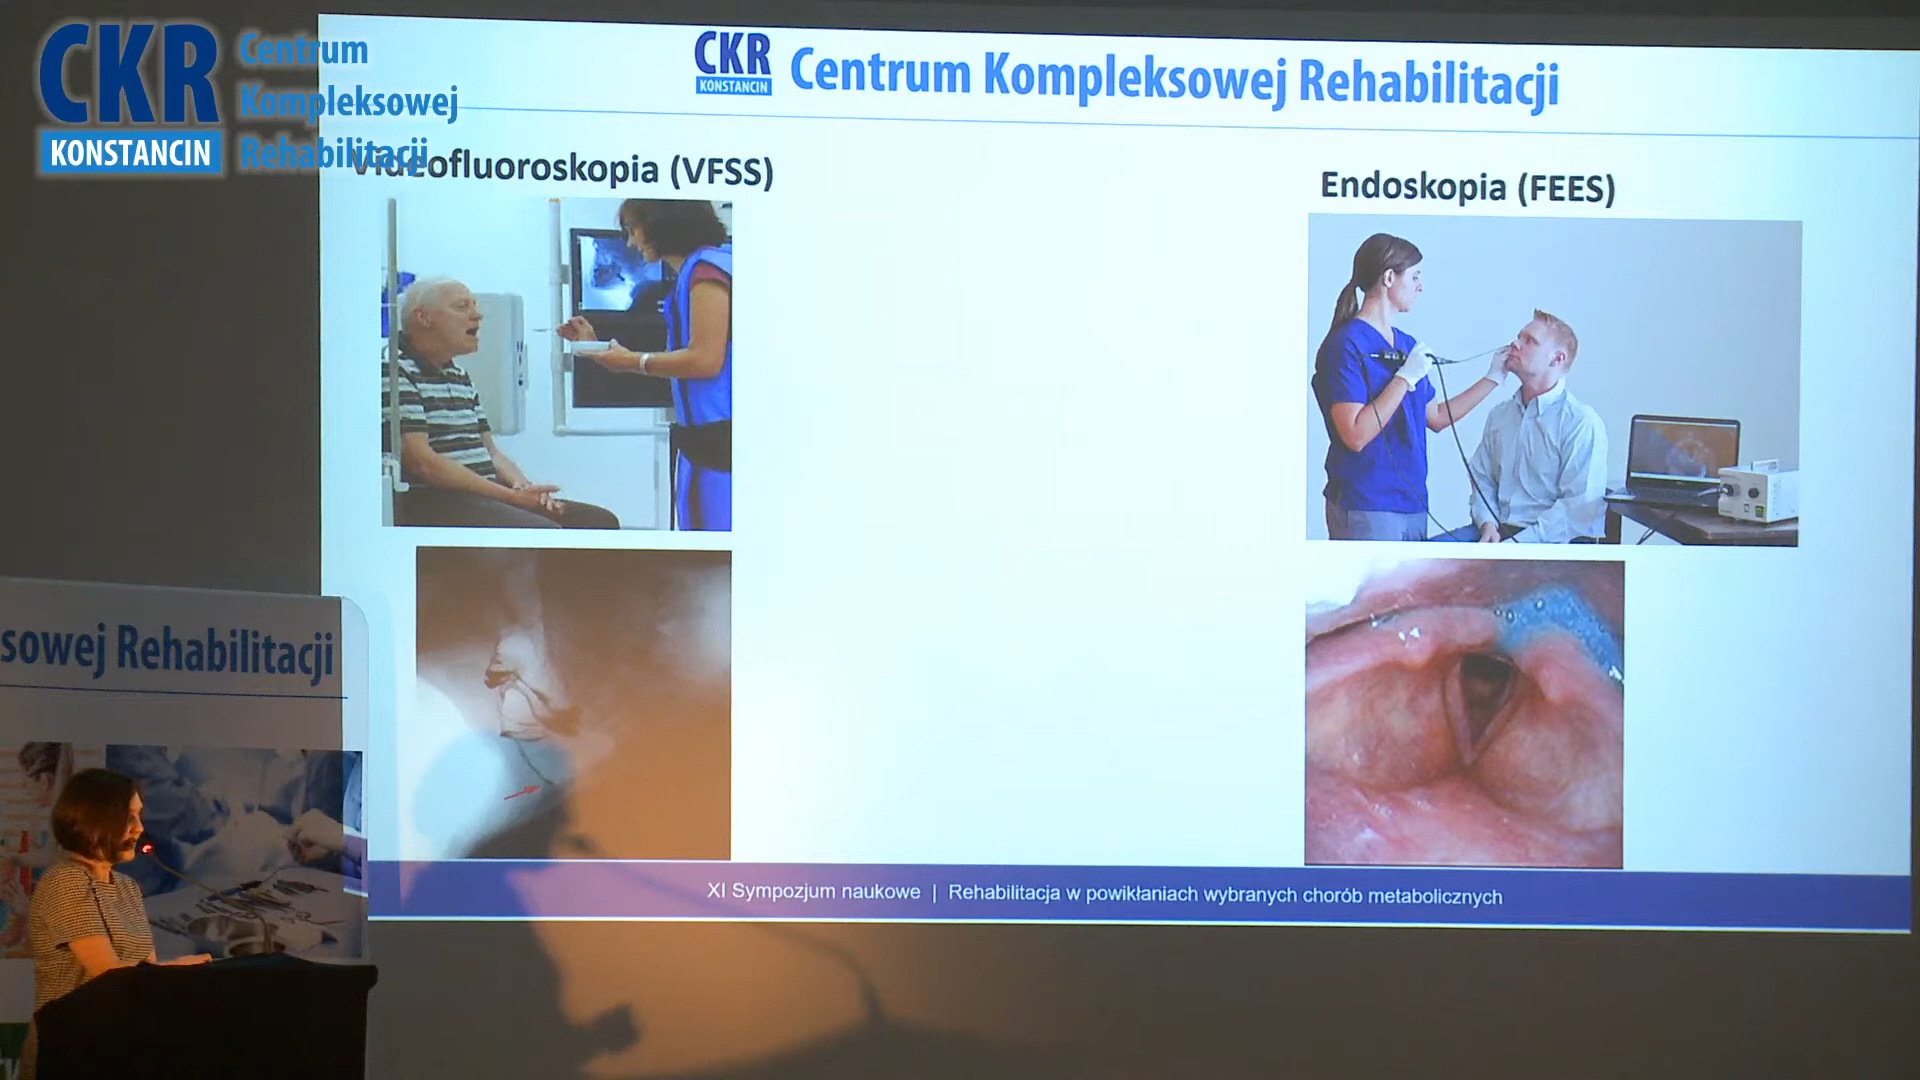 CKR
KONSTANCIN
Centrum
Kompleksowej
Rehabilitacji
CKR
KONSTANCIN
Centrum Kompleksowej Rehabilitacji
Videofluoroskopia (VFSS)
Endoskopia (FEES)
sowej Rehabilitacji
XI Sympozjum naukowe | Rehabilitacja w powikłaniach wybranych chorób metabolicznych